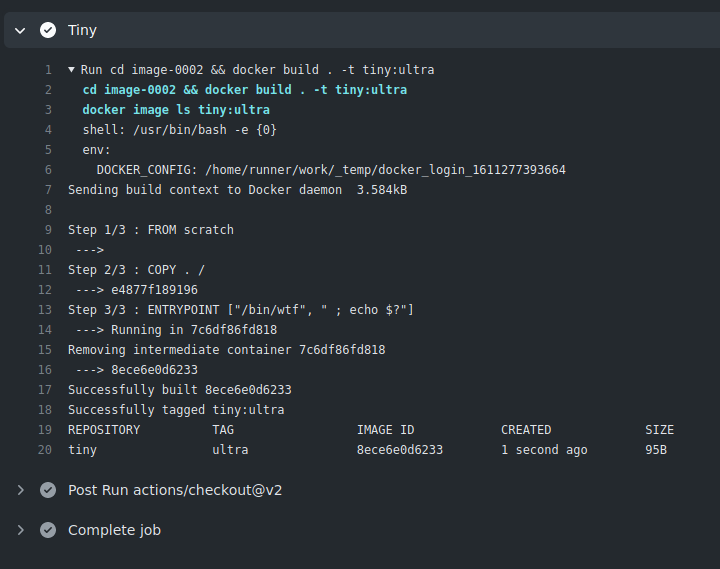 Tiny
1 ▼ Run cd image-0002 && docker build . -t tiny:ultra
2 cd image-0002 && docker build . -t tiny:ultra
3 docker image ls tiny:ultra
4 shell: /usr/bin/bash -e {0}
5 env:
6 DOCKER_CONFIG: /home/runner/work/_temp/docker_login_1611277393664
7 Sending build context to Docker daemon  3.584kB
8
9 Step 1/3 : FROM scratch
10 --->
11 Step 2/3 : COPY . /
12 ---> e4877f189196
13 Step 3/3 : ENTRYPOINT ["/bin/wtf", " ; echo $?"]
14 ---> Running in 7c6df86fd818
15 Removing intermediate container 7c6df86fd818
16 ---> 8ece6e0d6233
17 Successfully built 8ece6e0d6233
18 Successfully tagged tiny:ultra
19 REPOSITORY TAG IMAGE ID CREATED SIZE
20 tiny ultra 8ece6e0d6233 1 second ago 95B
Post Run actions/checkout@v2
Complete job